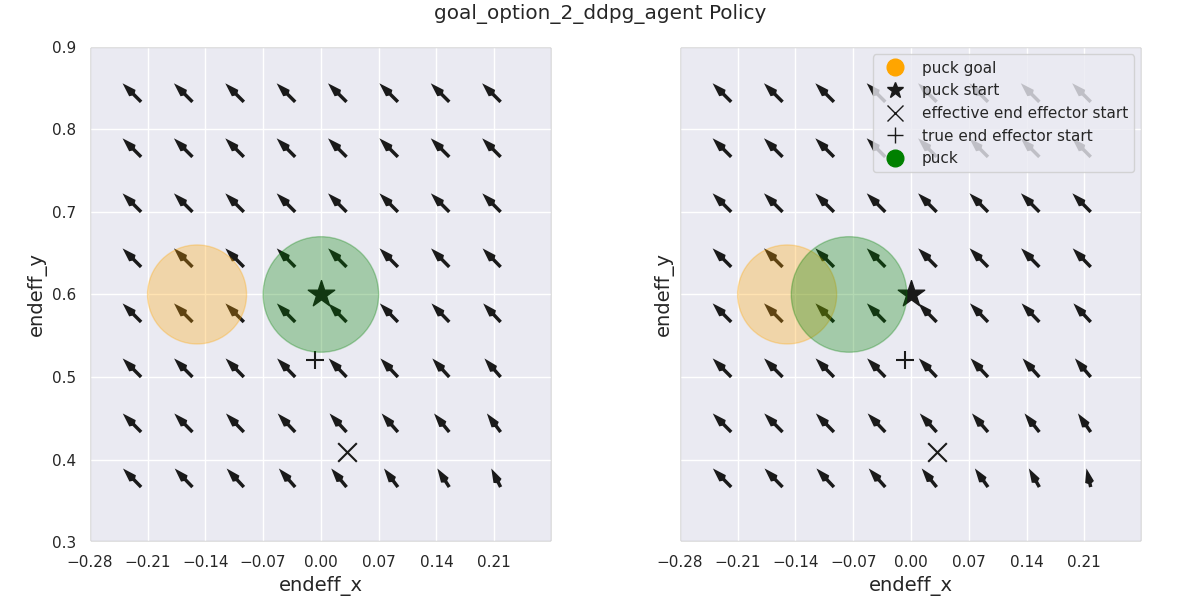 goal_option_2_ddpg_agent Policy
endeff_y
0.9
0.8
0.7
0.6
0.5
0.4
0.3
−0.28 −0.21 −0.14 −0.07 0.00 0.07 0.14 0.21
endeff_x
endeff_y
puck goal
puck start
effective end effector start
true end effector start
puck
−0.28 −0.21 −0.14 −0.07 0.00 0.07 0.14 0.21
endeff_x